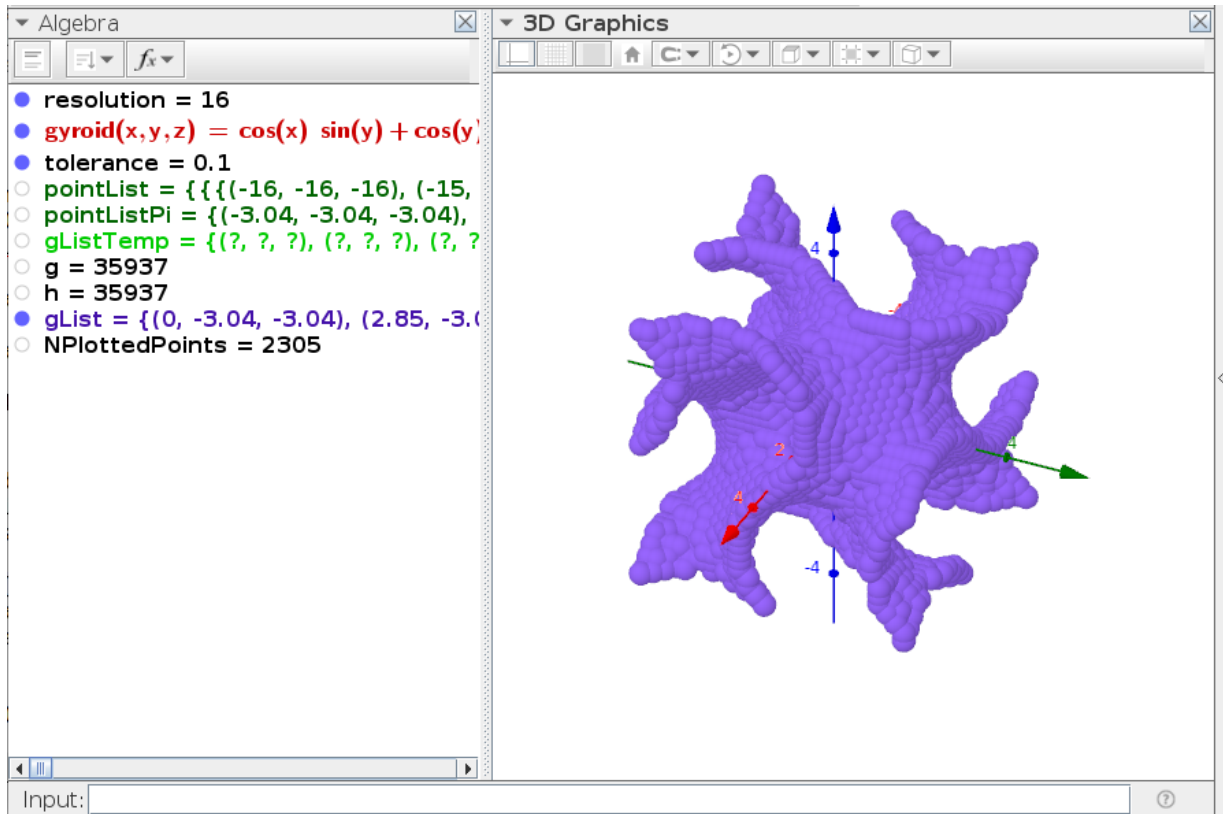 Algebra
3D Graphics
fx
resolution = 16
gyroid(x,y,z) = cos(x) sin(y) + cos(y)
tolerance = 0.1
pointList = {{{(-16, -16, -16), (-15,
pointListPi = {(-3.04, -3.04, -3.04),
gListTemp = {(?, ?, ?), (?, ?, ?), (?, ?
g = 35937
h = 35937
gList = {(0, -3.04, -3.04), (2.85, -3.0
NPlottedPoints = 2305
4
2
4
4
-4
Input: